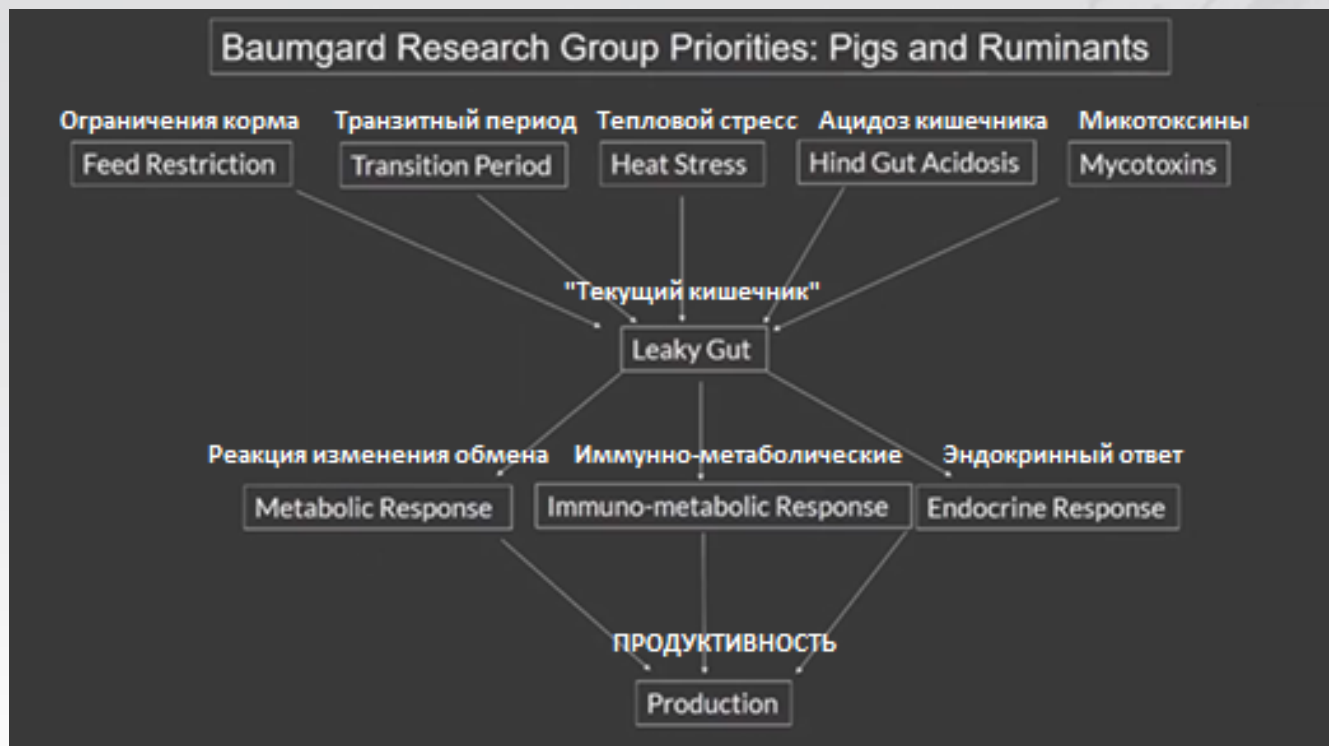 Baumgard Research Group Priorities: Pigs and Ruminants
Ограничения корма Транзитный период Тепловой стресс Ацидоз кишечника Микотоксины
Feed Restriction Transition Period Heat Stress Hind Gut Acidosis Mycotoxins
"Текущий кишечник"
Leaky Gut
Реакция изменения обмена Иммунно-метаболические Эндокринный ответ
Metabolic Response Immuno-metabolic Response Endocrine Response
ПРОДУКТИВНОСТЬ
Production